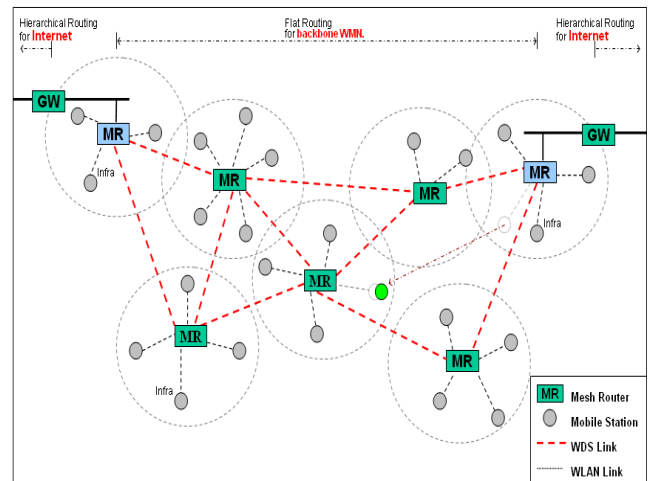 Hierarchical Routing
for Internet
Flat Routing
for backbone WMN.
Hierarchical Routing
for Internet
GW
MR
Infra
MR
MR
MR
GW
Infra
MR
MR
Infra
MR
MR Mesh Router
Mobile Station
WDS Link
WLAN Link